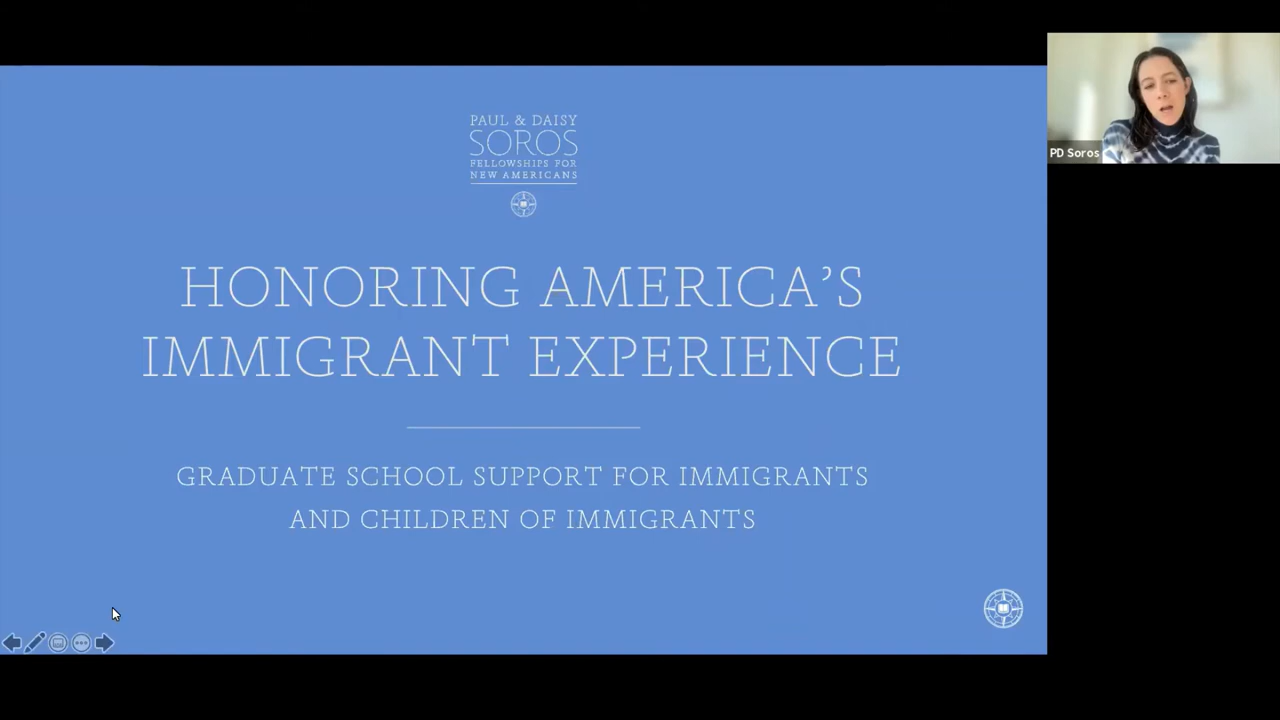 PAUL & DAISY
SOROS
FELLOWSHIPS FOR
NEW AMERICANS
HONORING AMERICA'S
IMMIGRANT EXPERIENCE
GRADUATE SCHOOL SUPPORT FOR IMMIGRANTS
AND CHILDREN OF IMMIGRANTS
PD Soros